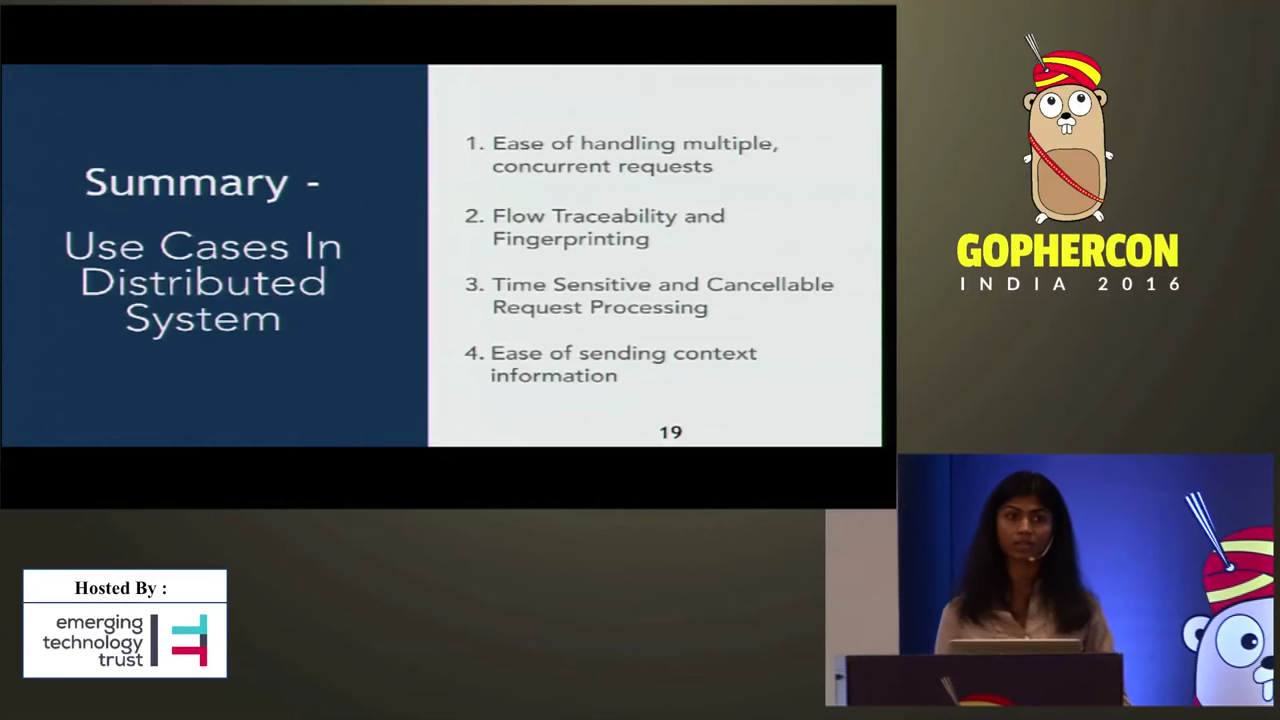 Summary -
Use Cases In
Distributed
System
1. Ease of handling multiple,
concurrent requests
2. Flow Traceability and
Fingerprinting
3. Time Sensitive and Cancellable
Request Processing
4. Ease of sending context
information
19
GOPHERCON
INDIA 2016
Hosted By :
emerging
technology
trust